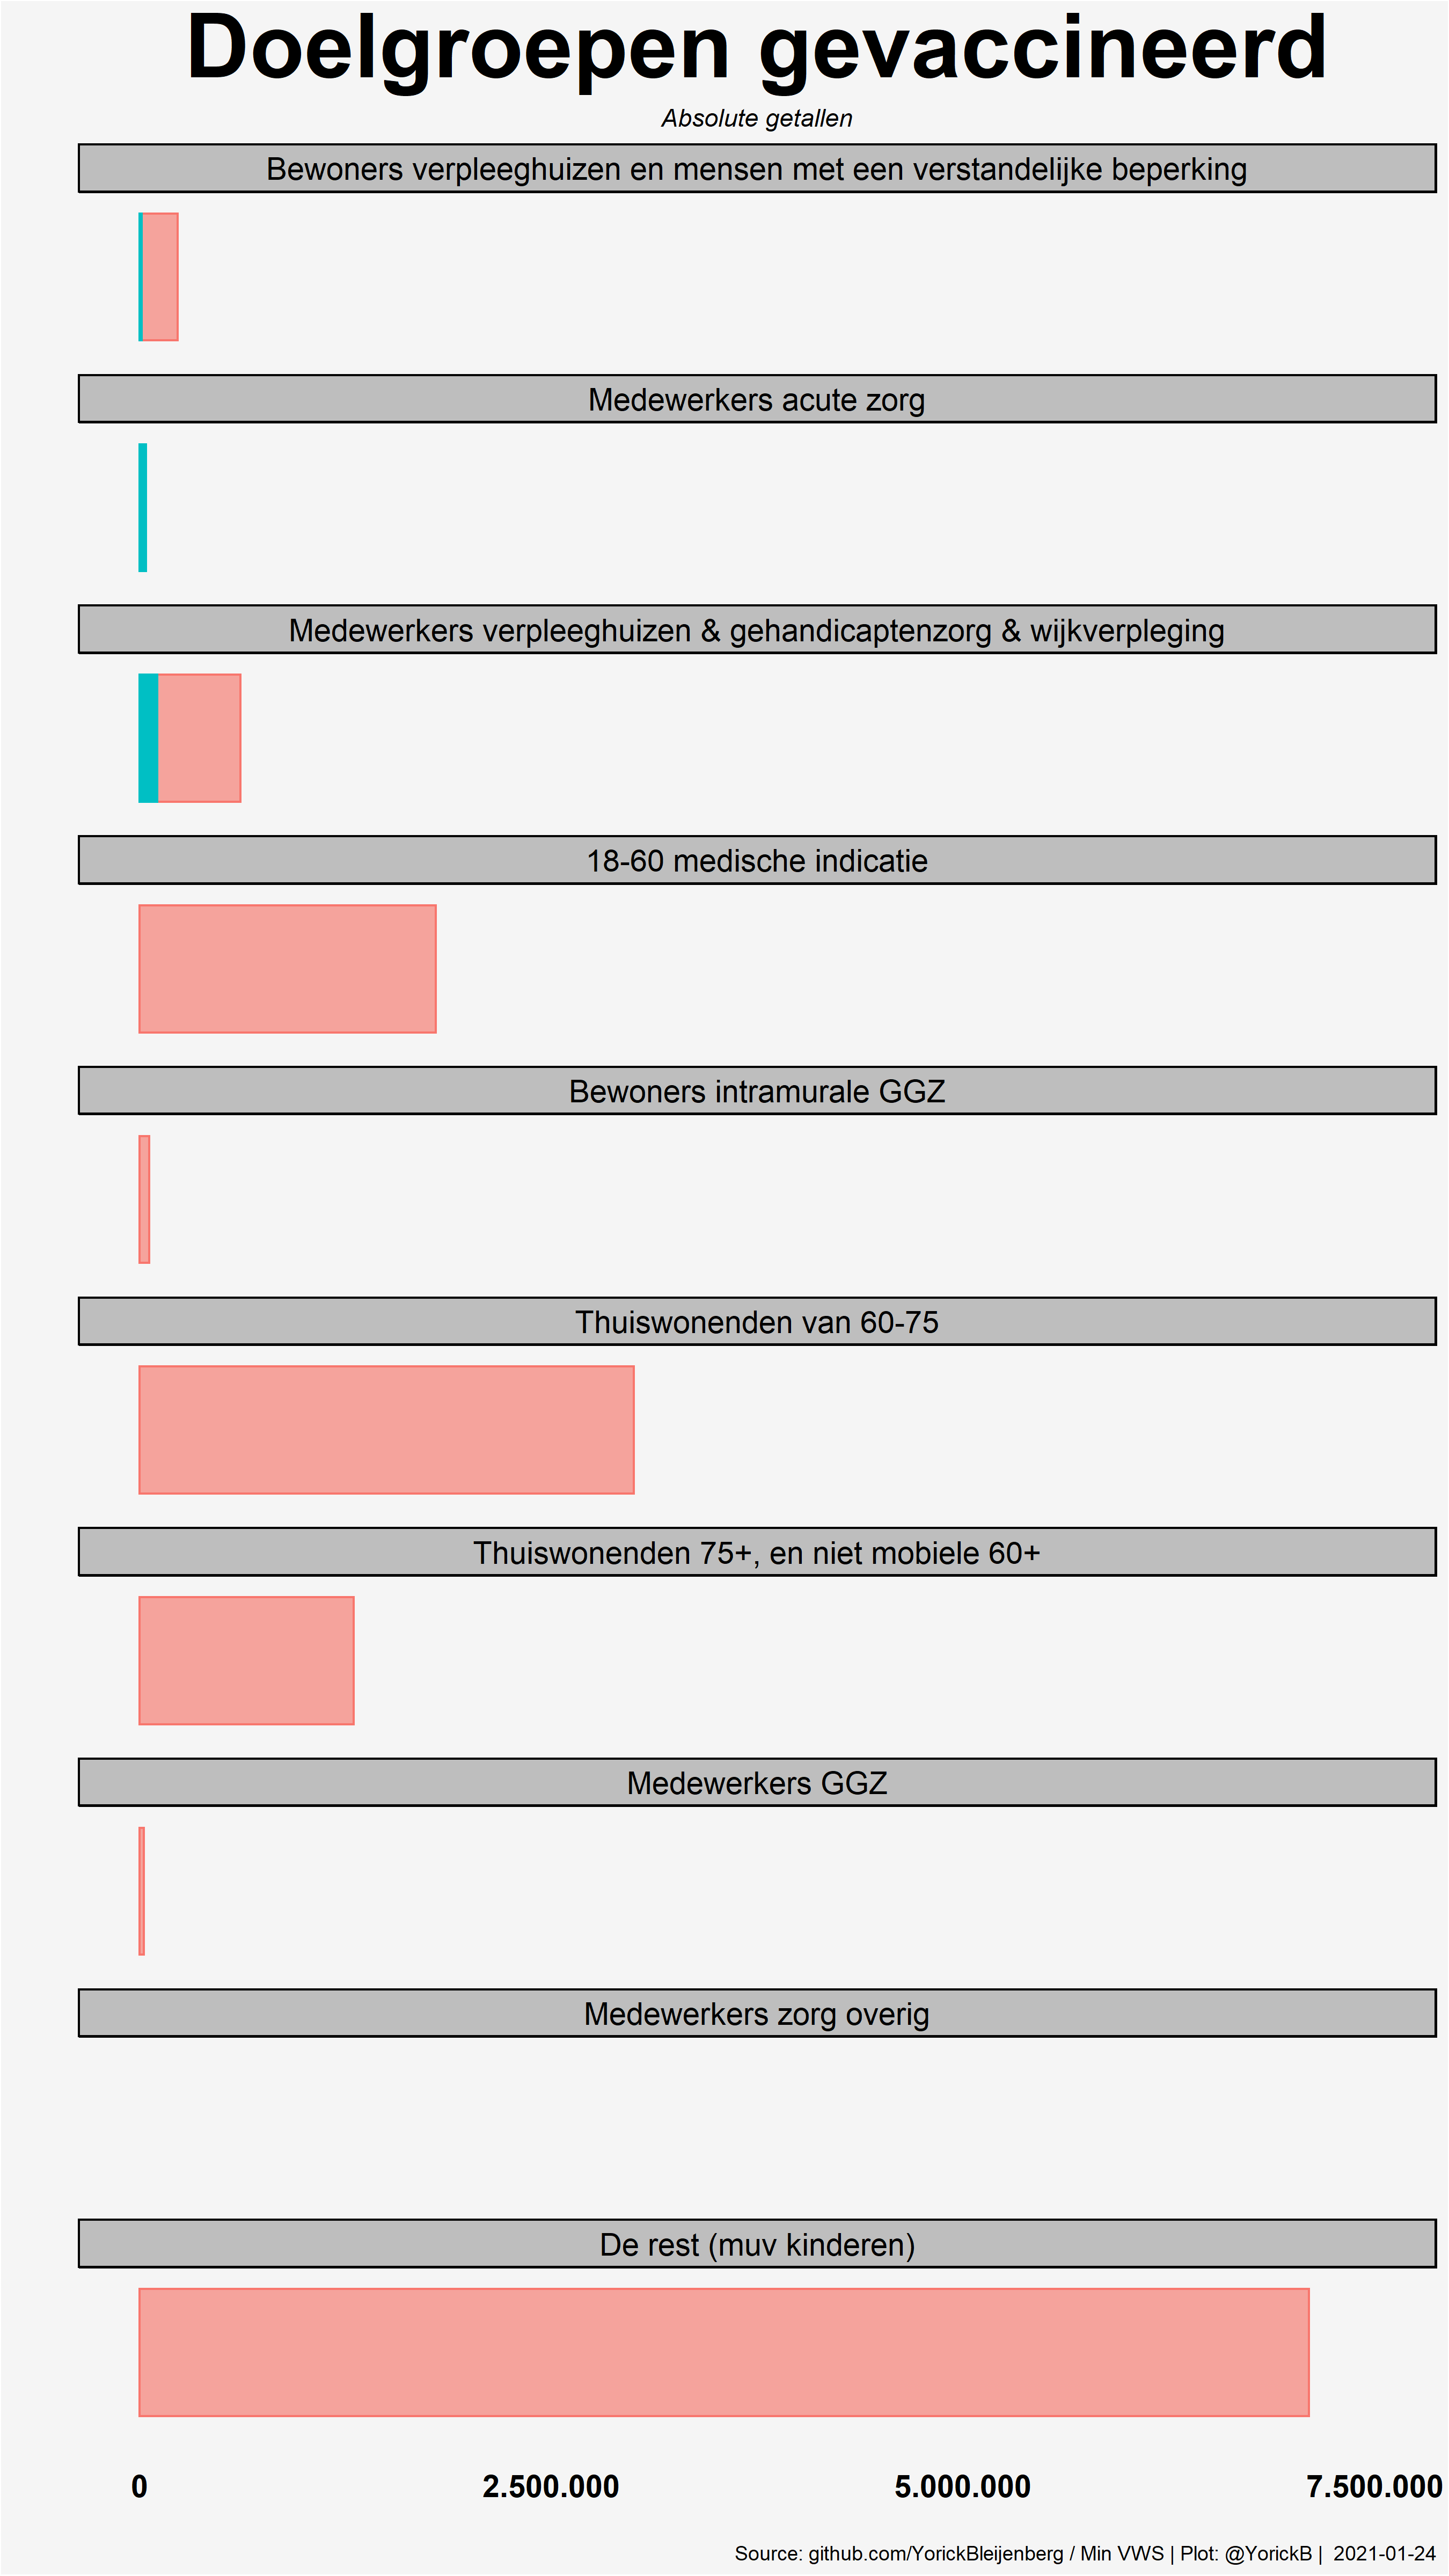 Doelgroepen gevaccineerd
Absolute getallen
Bewoners verpleeghuizen en mensen met een verstandelijke beperking
Medewerkers acute zorg
Medewerkers verpleeghuizen & gehandicaptenzorg & wijkverpleging
18-60 medische indicatie
Bewoners intramurale GGZ
Thuiswonenden van 60-75
Thuiswonenden 75+, en niet mobiele 60+
Medewerkers GGZ
Medewerkers zorg overig
De rest (muv kinderen)
0 2.500.000 5.000.000 7.500.000
Source: github.com/YorickBleijenberg / Min VWS | Plot: @YorickB | 2021-01-24